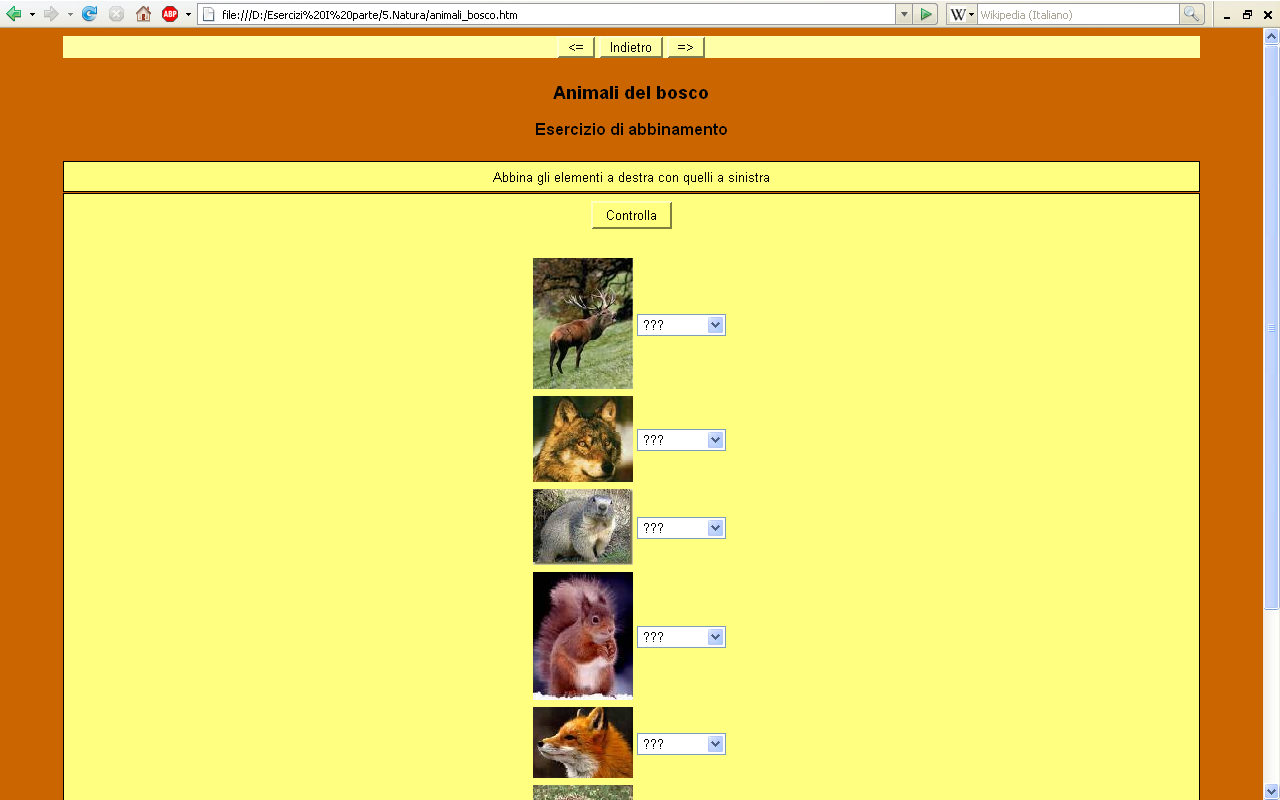 file:///D:/Esercizi%20I%20parte/5.Natura/animali_bosco.htm
ABP
W
Wikipedia (Italiano)
<= Indietro =>
Animali del bosco
Esercizio di abbinamento
Abbina gli elementi a destra con quelli a sinistra
Controlla
???
???
???
???
???